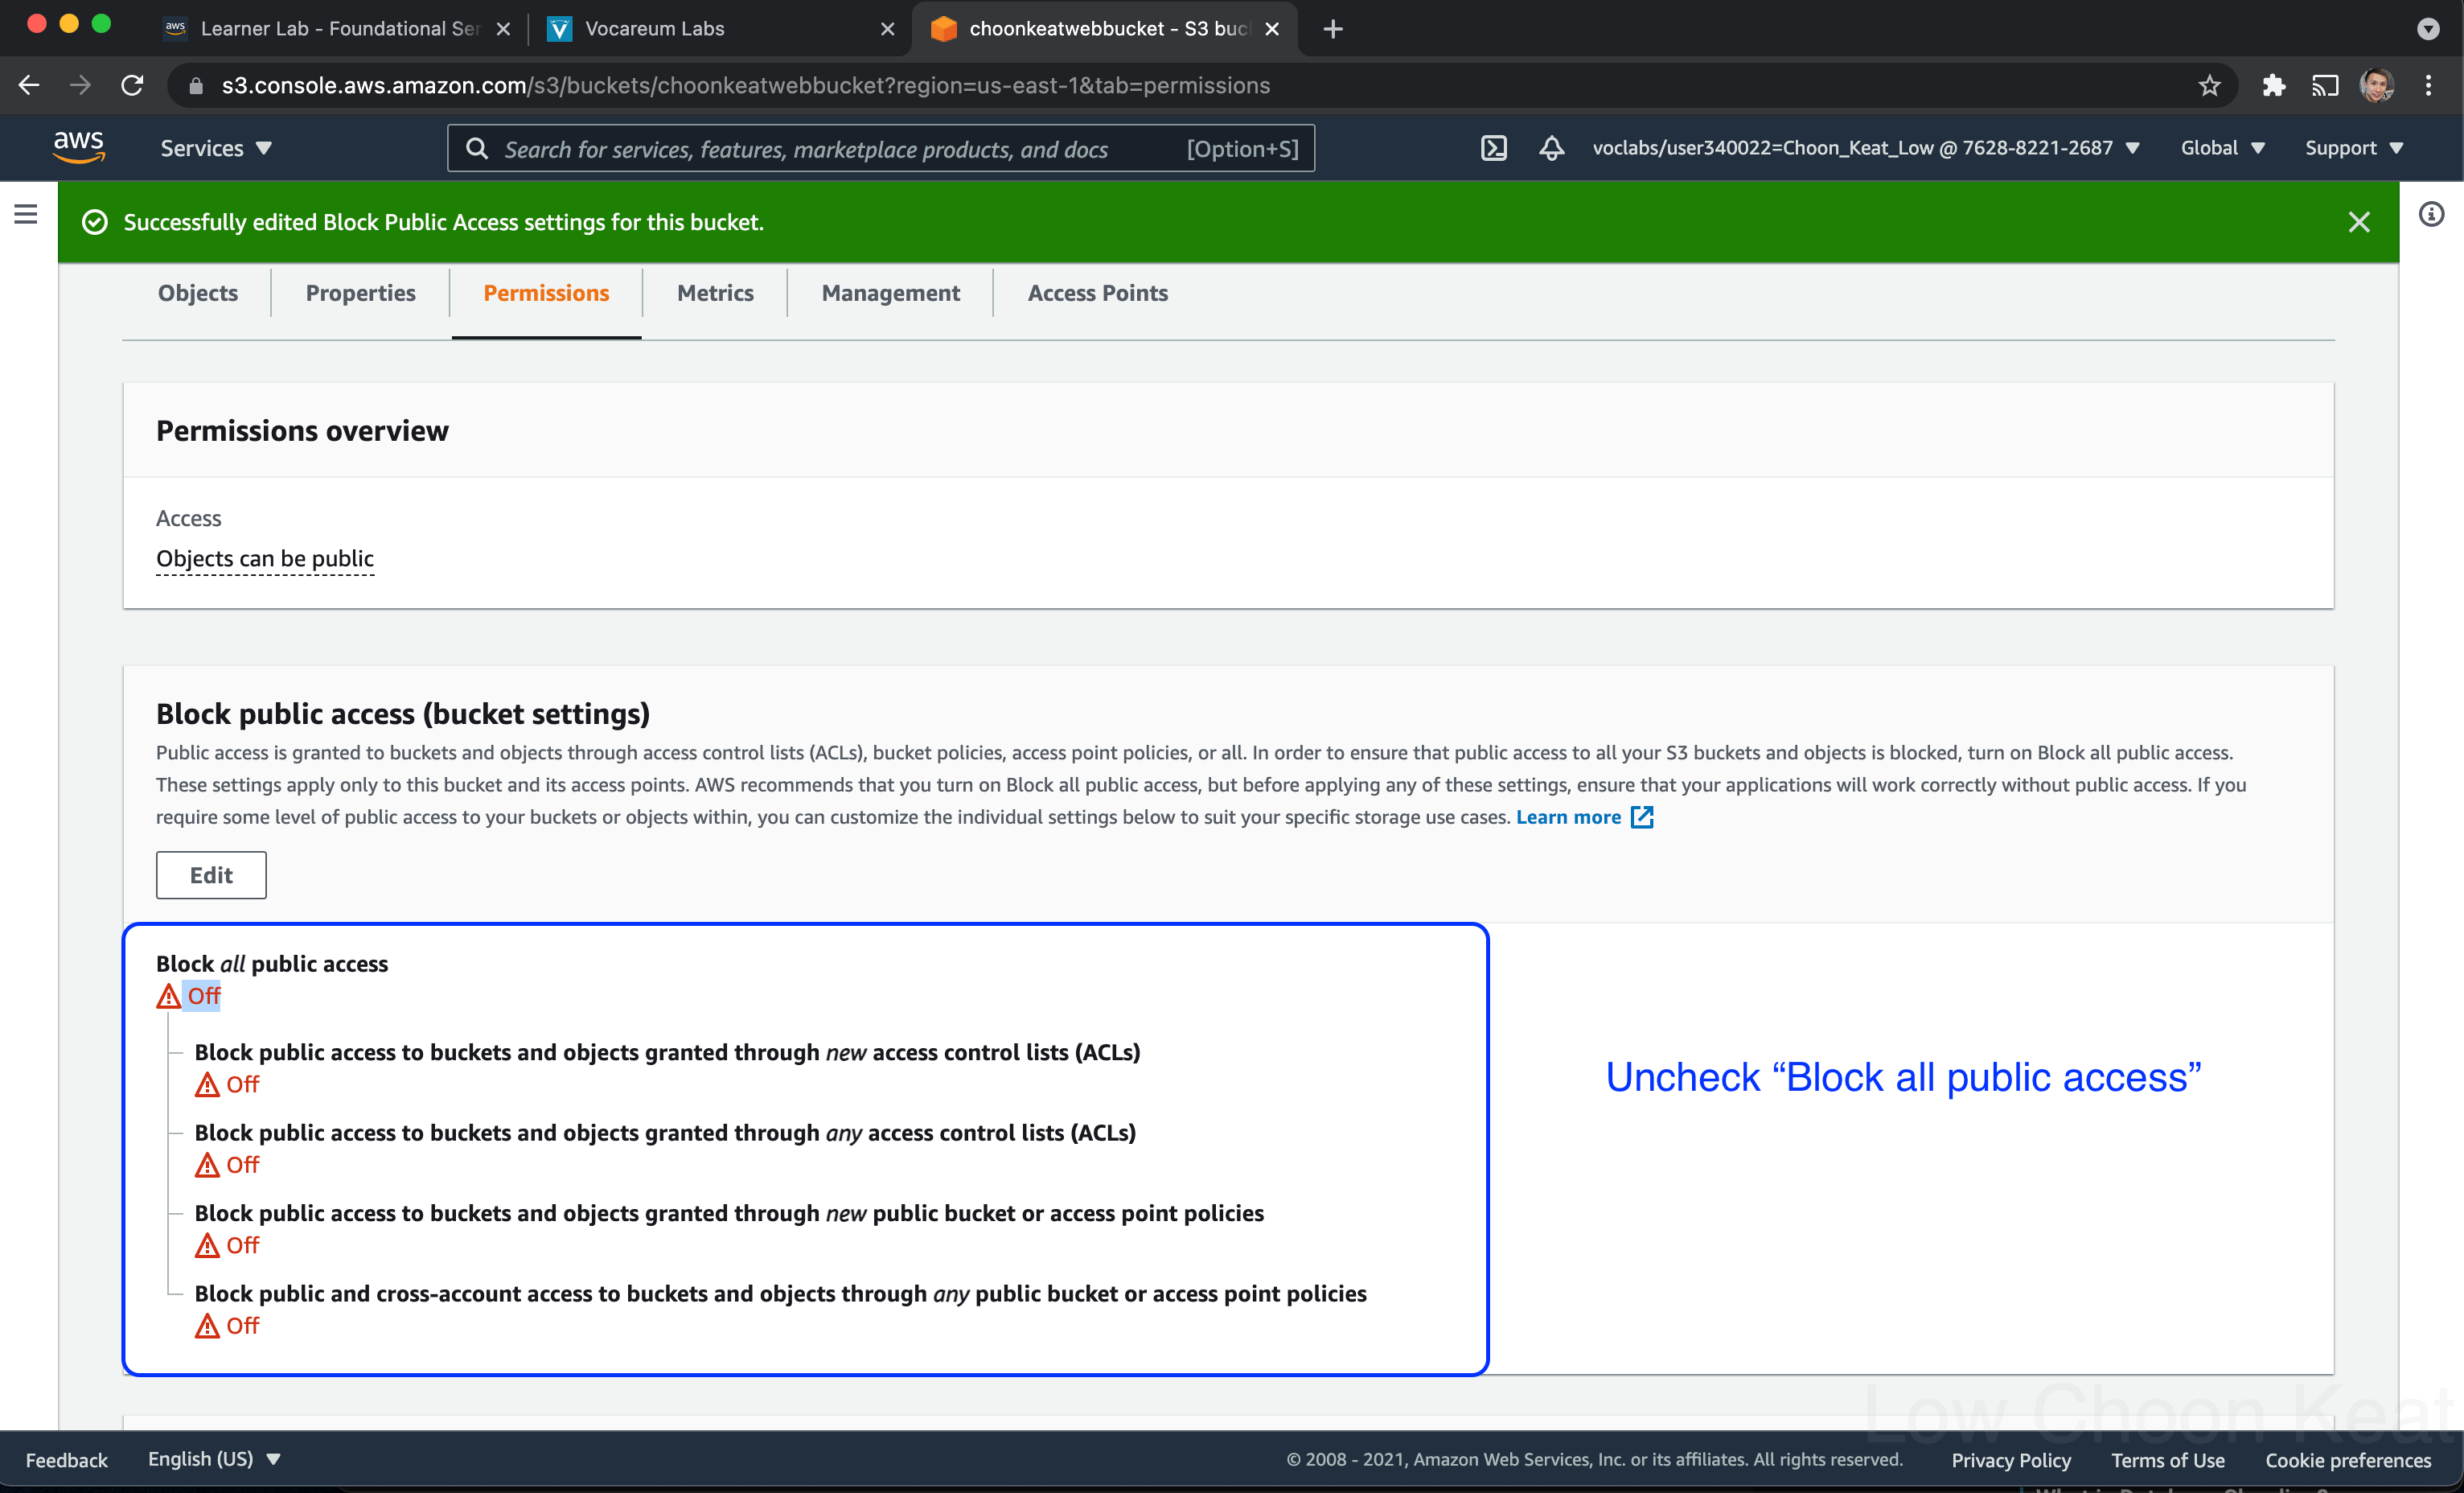 aws Learner Lab - Foundational Ser
Vocareum Labs
choonkeatwebbucket - S3 buc
s3.console.aws.amazon.com/s3/buckets/choonkeatwebbucket?region=us-east-1&tab=permissions
aws
Services
Search for services, features, marketplace products, and docs [Option+S]
voclabs/user340022=Choon_Keat_Low @ 7628-8221-2687
Global
Support
Successfully edited Block Public Access settings for this bucket.
Objects
Properties
Permissions
Metrics
Management
Access Points
Permissions overview
Access
Objects can be public
Block public access (bucket settings)
Public access is granted to buckets and objects through access control lists (ACLs), bucket policies, access point policies, or all. In order to ensure that public access to all your S3 buckets and objects is blocked, turn on Block all public access.
These settings apply only to this bucket and its access points. AWS recommends that you turn on Block all public access, but before applying any of these settings, ensure that your applications will work correctly without public access. If you
require some level of public access to your buckets or objects within, you can customize the individual settings below to suit your specific storage use cases. Learn more
Edit
Block all public access
Off
Block public access to buckets and objects granted through new access control lists (ACLs)
Off
Block public access to buckets and objects granted through any access control lists (ACLs)
Off
Block public access to buckets and objects granted through new public bucket or access point policies
Off
Block public and cross-account access to buckets and objects through any public bucket or access point policies
Off
Uncheck “Block all public access”
Low Choon Keat
Feedback
English (US)
© 2008 - 2021, Amazon Web Services, Inc. or its affiliates. All rights reserved.
Privacy Policy
Terms of Use
Cookie preferences